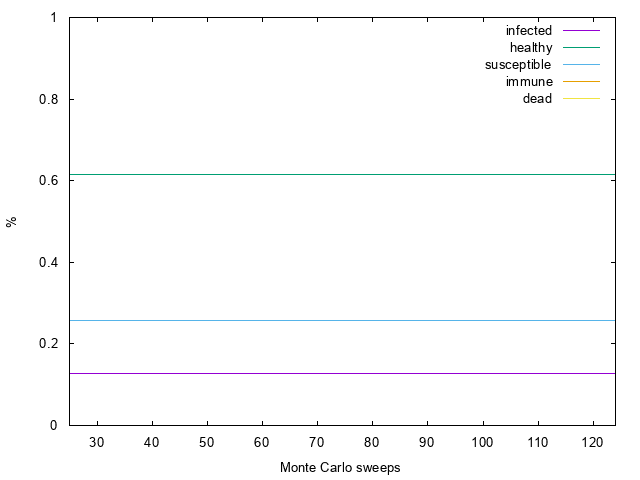 1
0.8
0.6
0.4
0.2
0
%
infected
healthy
susceptible
immune
dead
30 40 50 60 70 80 90 100 110 120
Monte Carlo sweeps